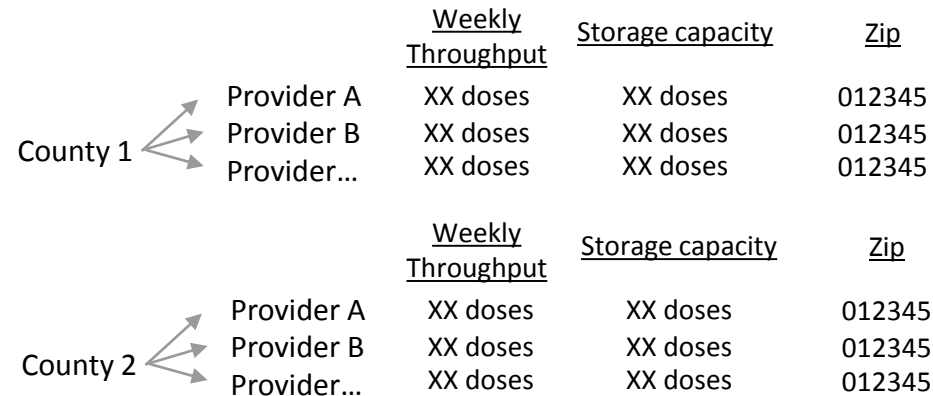 Weekly Throughput Storage capacity Zip
Provider A XX doses XX doses 012345
County 1 Provider B XX doses XX doses 012345
Provider… XX doses XX doses 012345
Weekly Throughput Storage capacity Zip
Provider A XX doses XX doses 012345
County 2 Provider B XX doses XX doses 012345
Provider… XX doses XX doses 012345